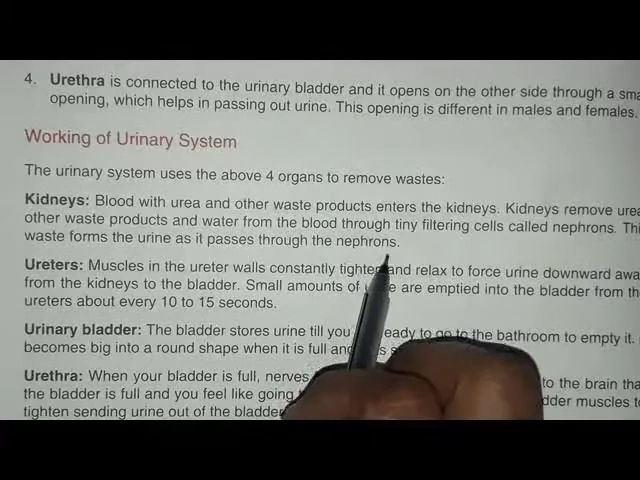 4. Urethra is connected to the urinary bladder and it opens on the other side through a
opening, which helps in passing out urine. This opening is different in males and females.
Working of Urinary System
The urinary system uses the above 4 organs to remove wastes:
Kidneys: Blood with urea and other waste products enters the kidneys. Kidneys remove urea
other waste products and water from the blood through tiny filtering cells called nephrons.
waste forms the urine as it passes through the nephrons.
Ureters: Muscles in the ureter walls constantly tighten and relax to force urine downward
from the kidneys to the bladder. Small amounts of are emptied into the bladder from the
ureters about every 10 to 15 seconds.
Urinary bladder: The bladder stores urine till you to go to the bathroom to empty it.
becomes big into a round shape when it is full and
Urethra: When your bladder is full, nerves to the brain
the bladder is full and you feel like going muscles
tighten sending urine out of the bladder